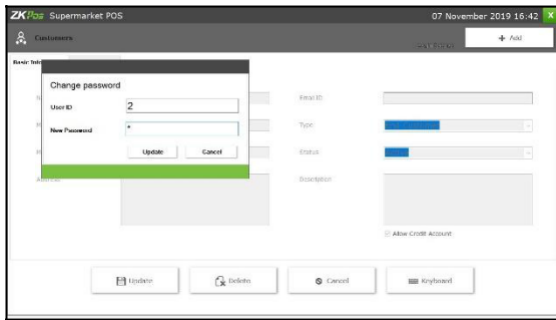 ZKPos Supermarket POS
07 November 2019 16:42 X
Customers
+ Add
Basic Info
Change password
User ID 2
New Password *
Update Cancel
Email ID:
Type:
Status
Description
Allow Credit Account
Update Delete Cancel Keyboard